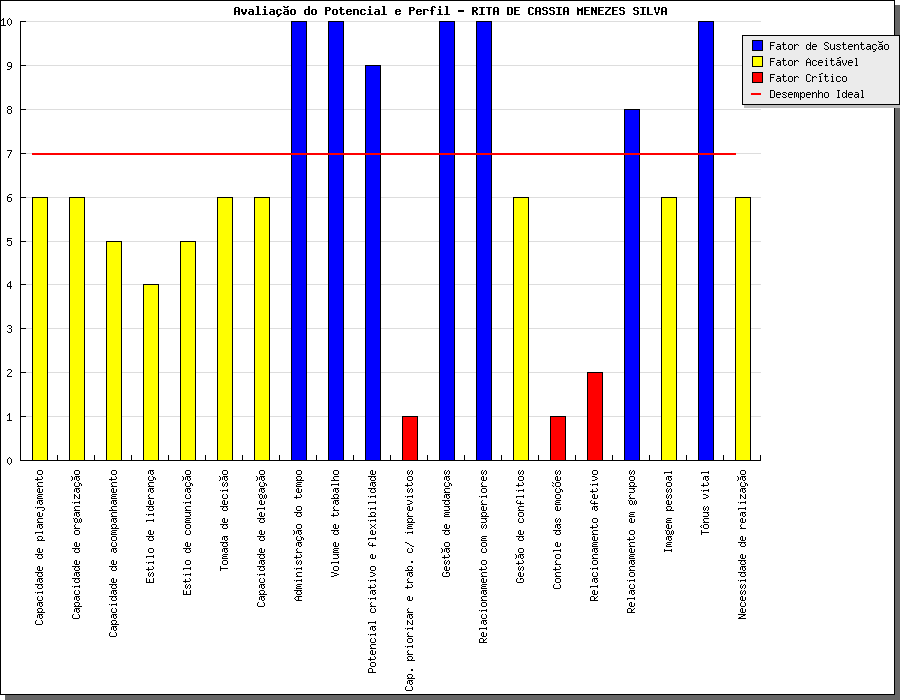 Avaliação do Potencial e Perfil - RITA DE CASSIA MENEZES SILVA
Fator de Sustentação
Fator Aceitável
Fator Crítico
Desempenho Ideal
10
9
8
7
6
5
4
3
2
1
0
Capacidade de planejamento
Capacidade de organização
Capacidade de acompanhamento
Estilo de liderança
Estilo de comunicação
Tomada de decisão
Capacidade de delegação
Administração do tempo
Volume de trabalho
Potencial criativo e flexibilidade
Cap. priorizar e trab. c/ imprevistos
Gestão de mudanças
Relacionamento com superiores
Gestão de conflitos
Controle das emoções
Relacionamento afetivo
Relacionamento em grupos
Imagem pessoal
Tônus vital
Necessidade de realização